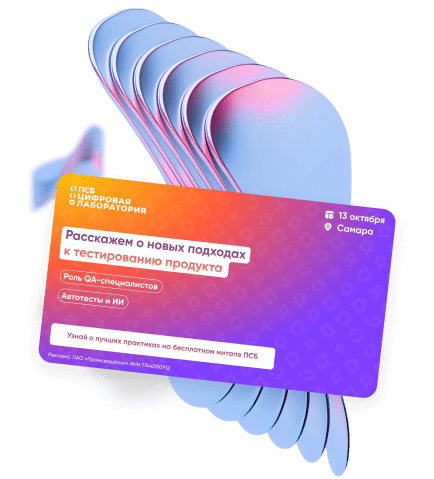 ПСБ
ЦИФРОВАЯ
ЛАБОРАТОРИЯ
13 октября
Самара
Расскажем о новых подходах
к тестированию продукта
Роль QA-специалистов
Автотесты и ИИ
Узнай о лучших практиках на бесплатном митапе ПСБ
Реклама. ПАО «Промсвязьбанк» ИНН 7744000912